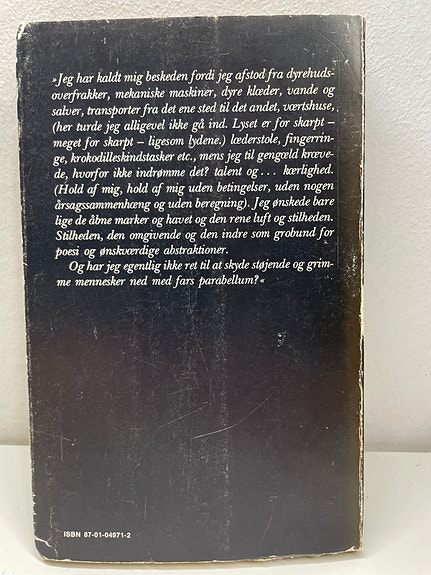 »Jeg har kaldt mig beskeden fordi jeg afstod fra dyrehuds-
overfrakker, mekaniske maskiner, dyre klæder, vande og
salver, transporter fra det ene sted til det andet, værtshuse,
(her turde jeg alligevel ikke gå ind. Lyset er for skarpt –
meget for skarpt – ligesom lydene.) læderstole, fingerrin-
ge, krokodilleskindstasker etc., mens jeg til gengæld kræve-
de, hvorfor ikke indrømme det? talent og . . . kærlighed.
(Hold af mig, hold af mig uden betingelser, uden nogen
årsagssammenhæng og uden beregning). Jeg ønskede bare
lige de åbne marker og havet og den rene luft og stilheden.
Stilheden, den omgivende og den indre som grobund for
poesi og ønskværdige abstraktioner.
Og har jeg egentlig ikke ret til at skyde støjende og grim-
me mennesker ned med fars parabellum?«
ISBN 87-01-04971-2